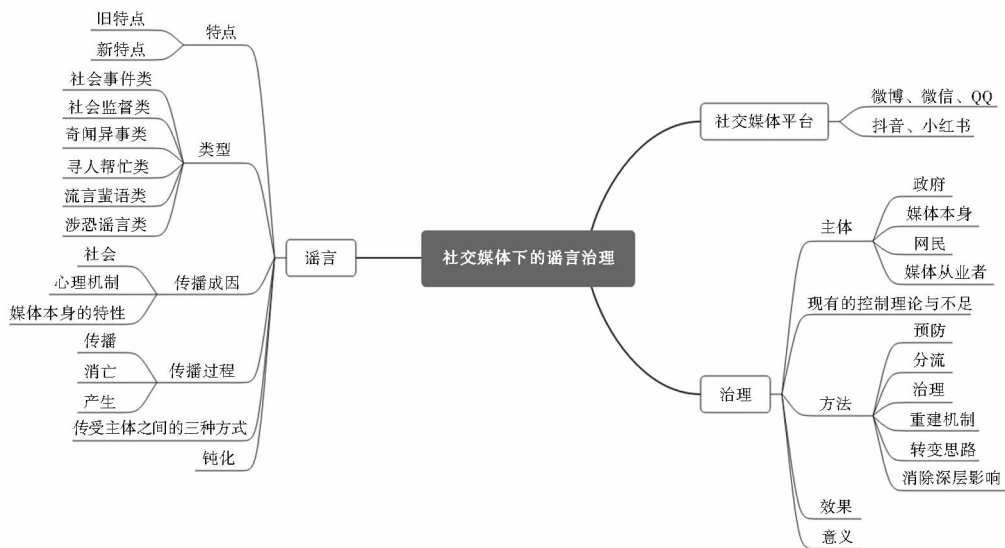 社交媒体下的谣言治理
谣言
特点
旧特点
新特点
类型
社会事件类
社会监督类
奇闻异事类
寻人帮忙类
流言蜚语类
涉恐谣言类
传播成因
社会
心理机制
媒体本身的特性
传播过程
传播
消亡
产生
传受主体之间的三种方式
钝化
社交媒体平台
微博、微信、QQ
抖音、小红书
治理
主体
政府
媒体本身
网民
媒体从业者
现有的控制理论与不足
方法
预防
分流
治理
重建机制
转变思路
消除深层影响
效果
意义